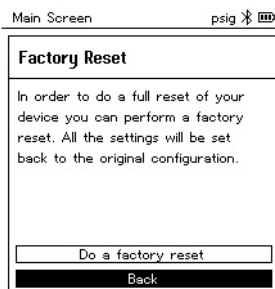 Main Screen psig
Factory Reset
In order to do a full reset of your
device you can perform a factory
reset. All the settings will be set
back to the original configuration.
Do a factory reset
Back